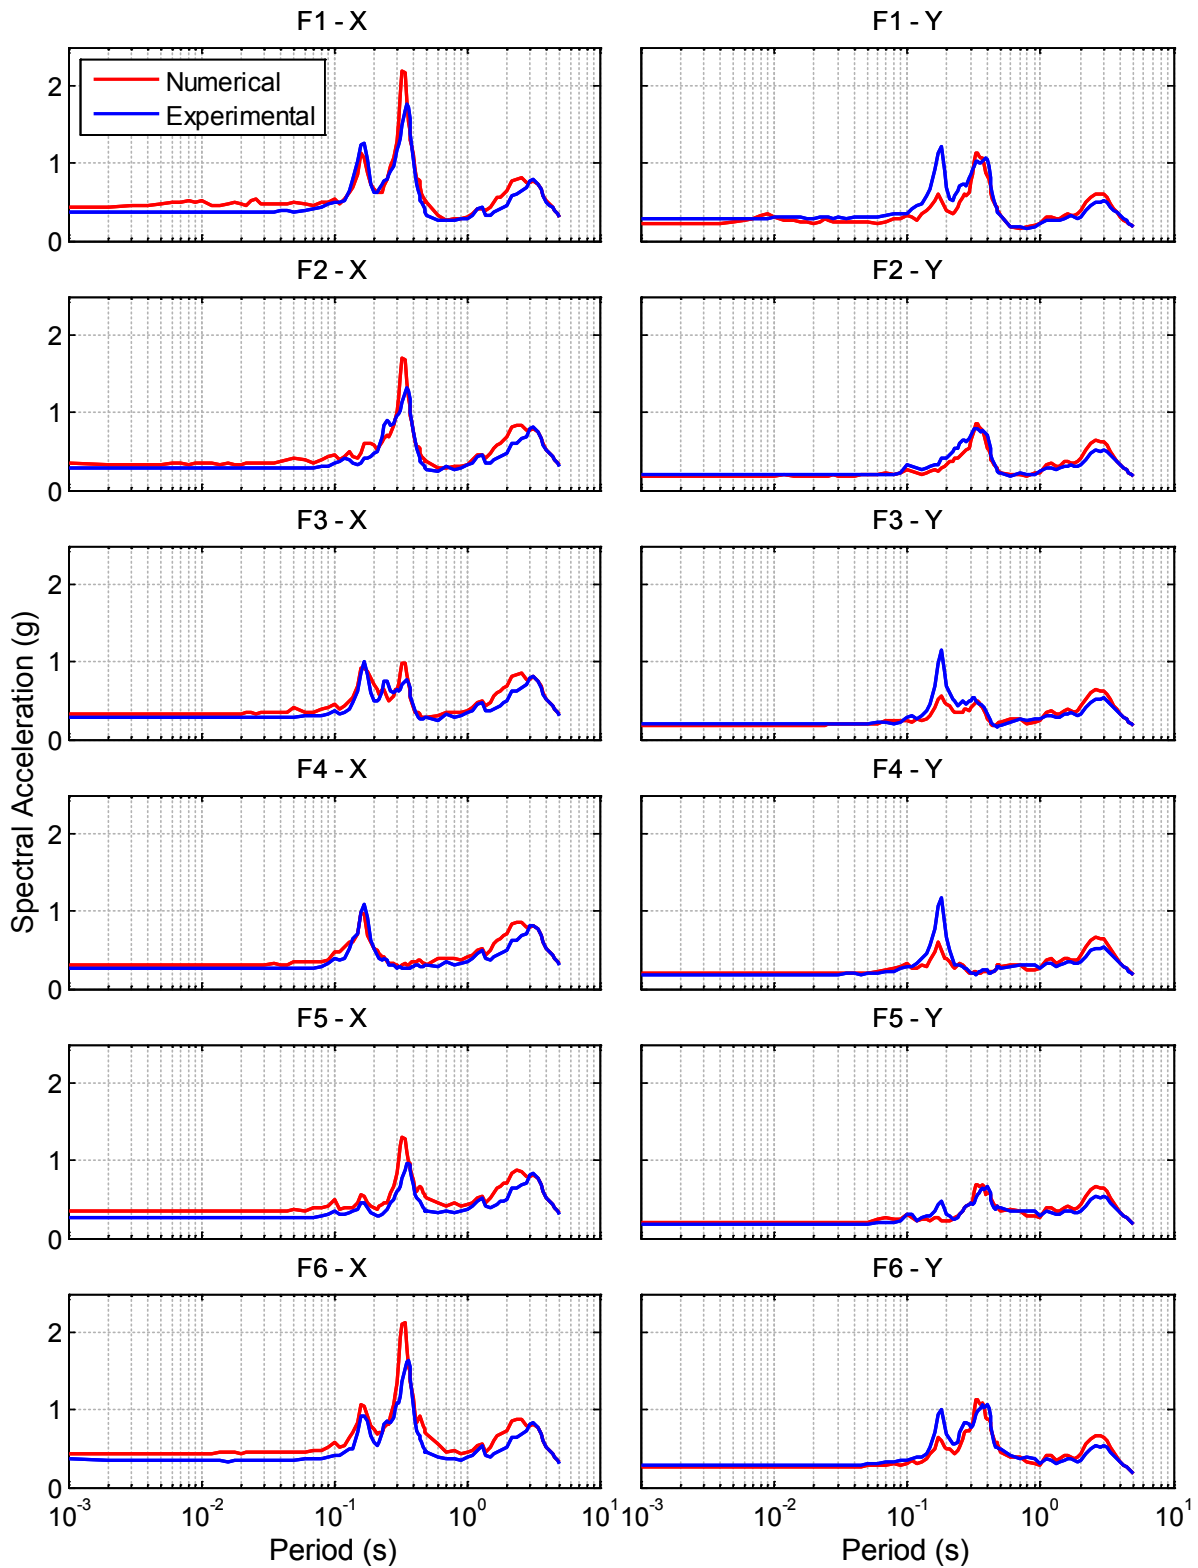 F1 - X
F1 - Y
2
1
0
Numerical
Experimental
F2 - X
F2 - Y
2
1
0
F3 - X
F3 - Y
2
1
0
F4 - X
F4 - Y
2
1
0
F5 - X
F5 - Y
2
1
0
F6 - X
F6 - Y
2
1
0
Spectral Acceleration (g)
10^-3 10^-2 10^-1 10^0 10^1
10^-3 10^-2 10^-1 10^0 10^1
Period (s)
Period (s)